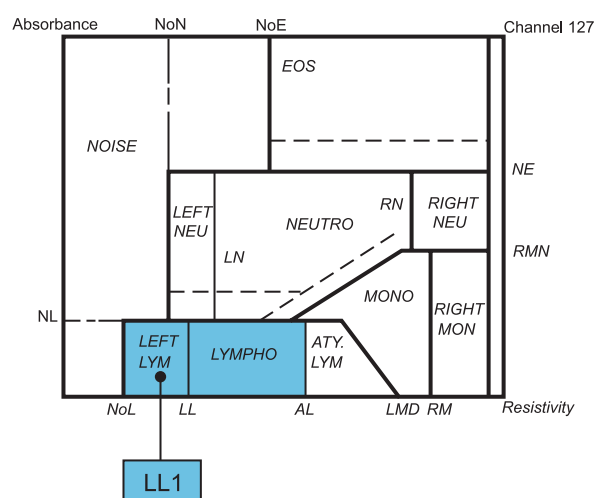 Absorbance NoN NoE Channel 127
EOS
NOISE
NE
LEFT
NEU
LN
NEUTRO
RN
RIGHT
NEU
RMN
MONO
RIGHT
MON
NL
LEFT
LYM
LYMPHO
ATY.
LYM
NoL LL AL LMD RM Resistivity
LL1